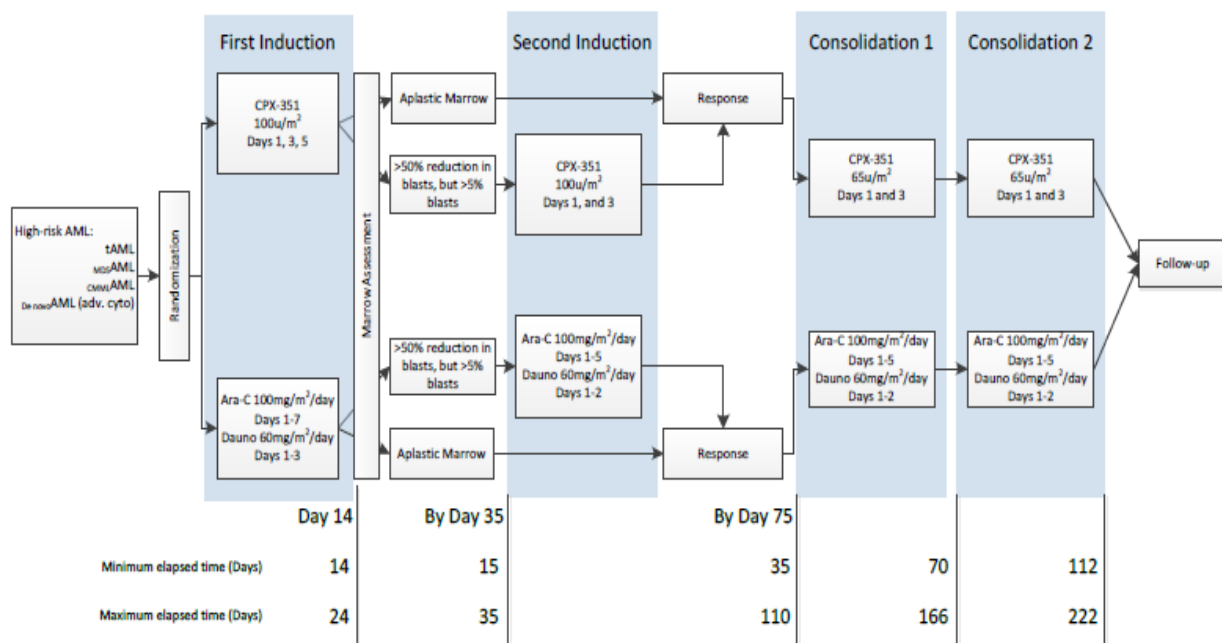 First Induction
Second Induction
Consolidation 1
Consolidation 2
CPX-351
100u/m²
Days 1, 3, 5
Aplastic Marrow
Response
>50% reduction in
blasts, but >5%
blasts
CPX-351
100u/m²
Days 1, and 3
CPX-351
65u/m²
Days 1 and 3
CPX-351
65u/m²
Days 1 and 3
High-risk AML:
tAML
MDSAML
CMMLAML
De novoAML (adv. cyto)
Randomization
Marrow Assessment
Follow-up
>50% reduction in
blasts, but >5%
blasts
Ara-C 100mg/m²/day
Days 1-5
Dauno 60mg/m²/day
Days 1-2
Ara-C 100mg/m²/day
Days 1-5
Dauno 60mg/m²/day
Days 1-2
Ara-C 100mg/m²/day
Days 1-5
Dauno 60mg/m²/day
Days 1-2
Ara-C 100mg/m²/day
Days 1-7
Dauno 60mg/m²/day
Days 1-3
Aplastic Marrow
Response
Day 14
By Day 35
By Day 75
Minimum elapsed time (Days) 14 15 35 70 112
Maximum elapsed time (Days) 24 35 110 166 222